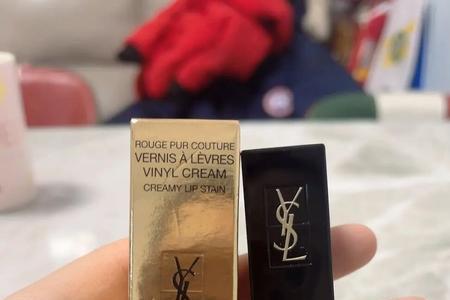 ROUGE PUR COUTURE
VERNIS À LÈVRES
VINYL CREAM
CREAMY LIP STAIN
YSL
YSL